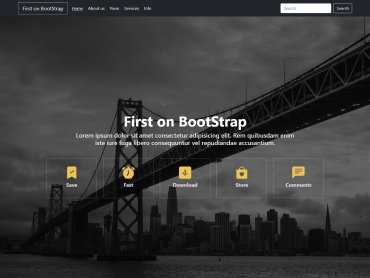 First on BootStrap
Home
About us
Team
Services
Info
Search
Search
First on BootStrap
Lorem ipsum dolor sit amet consectetur adipisicing elit. Rem quibusdam enim
iste iure fuga libero consequuntur vel repudiandae accusantium.
Save
Fast
Download
Store
Comments